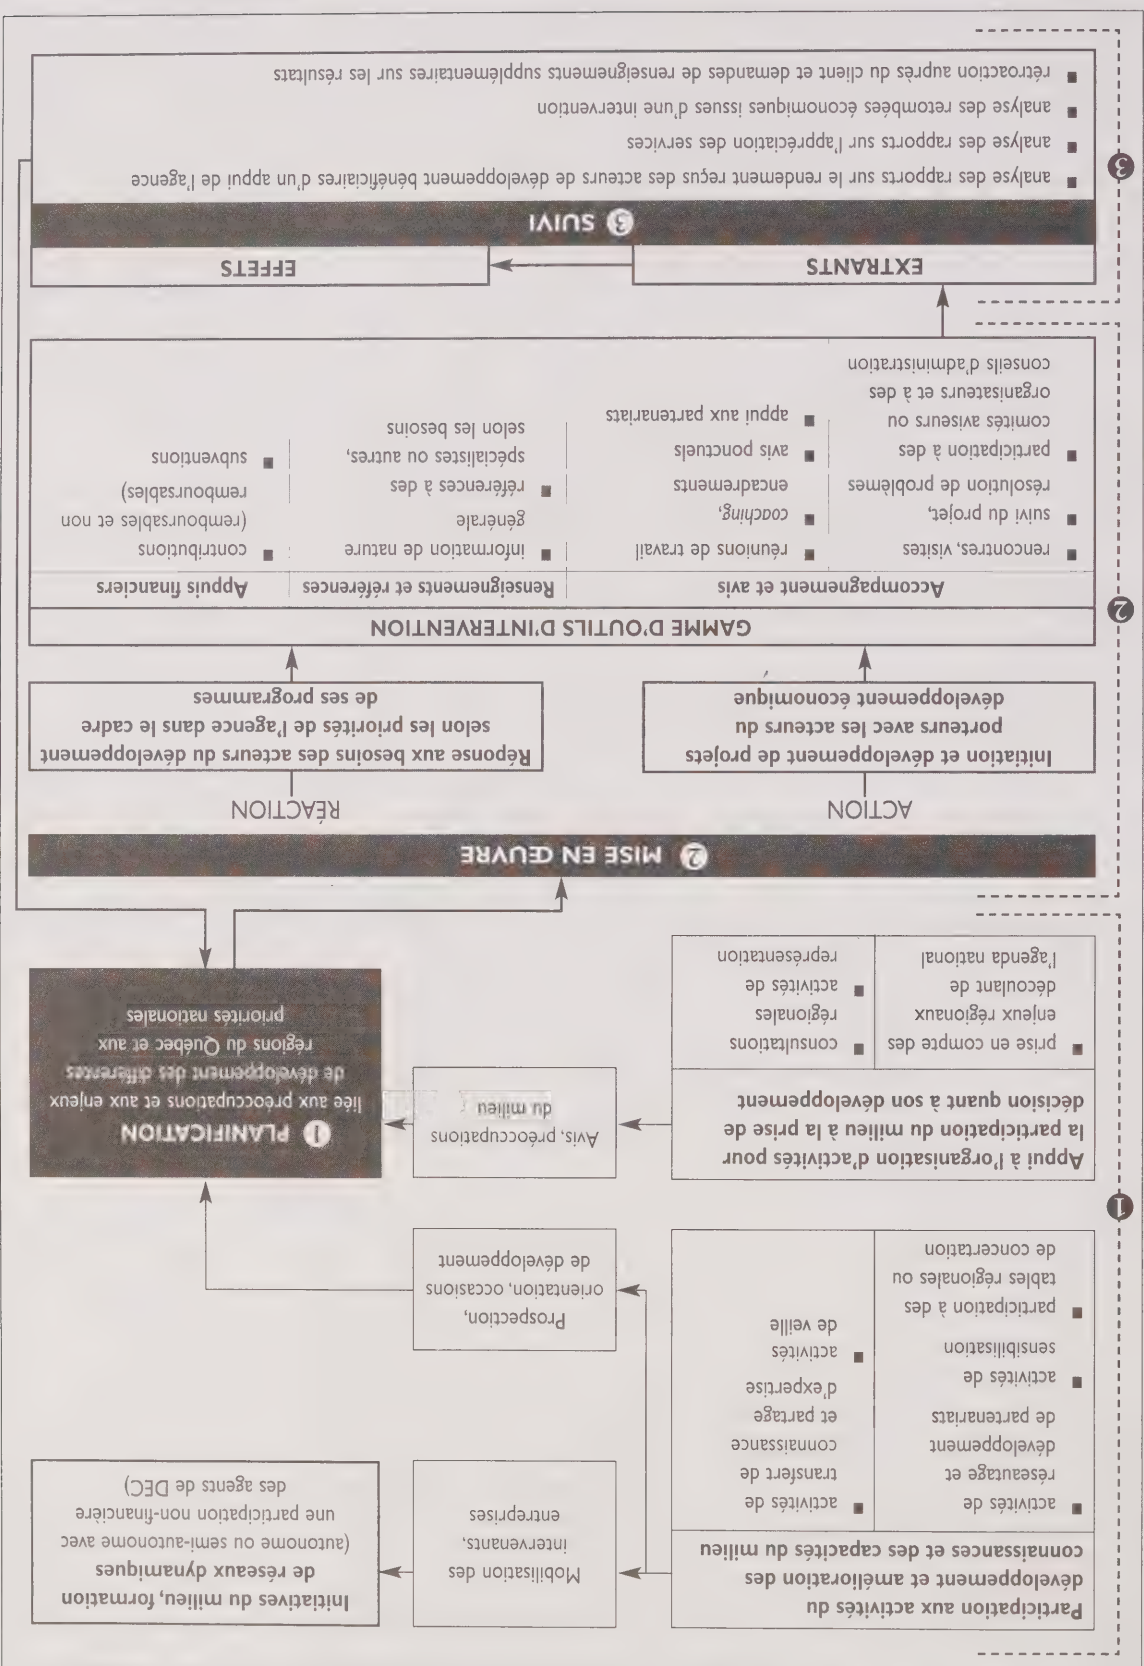 Participation aux activités du
développement et amélioration des
connaissances et des capacités du milieu
■ activités de
réseautage et
développement
de partenariats
■ activités de
sensibilisation
■ participation à des
tables régionales ou
de concertation
■ activités de
transfert de
connaissance
et partage
d'expertise
■ activités
de veille
Mobilisation des
intervenants,
entreprises
Initiatives du milieu, formation
de réseaux dynamiques
(autonome ou semi-autonome avec
une participation non-financière
des agents de DEC)
Prospection,
orientation, occasions
de développement
1
Appui à l'organisation d'activités pour
la participation du milieu à la prise de
décision quant à son développement
■ prise en compte des
enjeux régionaux
découlant de
l'agenda national
■ consultations
régionales
■ activités de
représentation
Avis, préoccupations
du milieu
1 PLANIFICATION
liée aux préoccupations et aux enjeux
de développement des différentes
régions du Québec et aux
priorités nationales
2 MISE EN ŒUVRE
ACTION
RÉACTION
Initiation et développement de projets
porteurs avec les acteurs du
développement économique
Réponse aux besoins des acteurs du développement
selon les priorités de l'agence dans le cadre
de ses programmes
2
GAMME D'OUTILS D'INTERVENTION
Accompagnement et avis
Renseignements et références
Appuis financiers
■ rencontres, visites
■ suivi du projet,
résolution de problèmes
■ participation à des
comités aviseurs ou
organisateurs et à des
conseils d'administration
■ réunions de travail
■ coaching,
encadrements
■ avis ponctuels
■ appui aux partenariats
■ information de nature
générale
■ références à des
spécialistes ou autres,
selon les besoins
■ contributions
(remboursables et non
remboursables)
■ subventions
EXTRANTS
EFFETS
3 SUIVI
3
■ analyse des rapports sur le rendement reçus des acteurs de développement bénéficiaires d'un appui de l'agence
■ analyse des rapports sur l'appréciation des services
■ analyse des retombées économiques issues d'une intervention
■ rétroaction auprès du client et demandes de renseignements supplémentaires sur les résultats